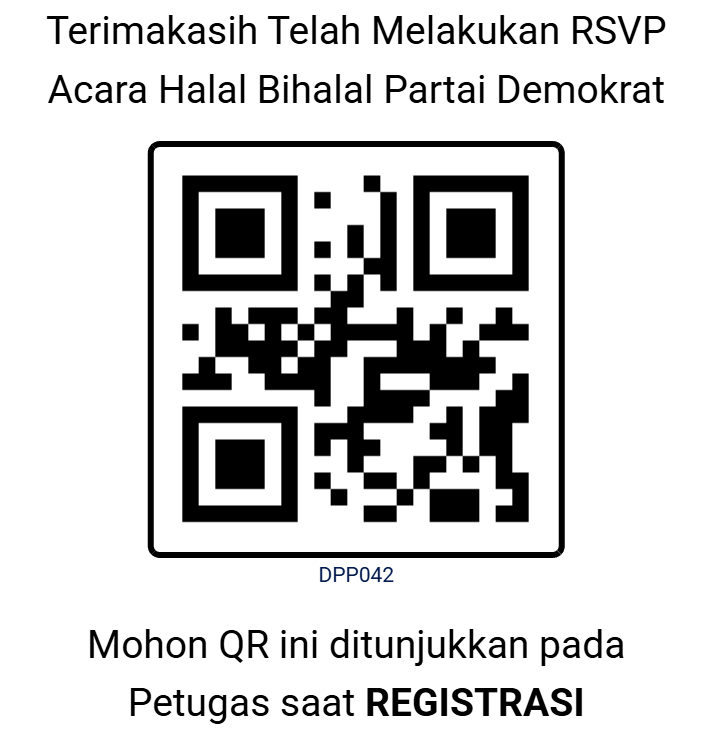 Terimakasih Telah Melakukan RSVP
Acara Halal Bihalal Partai Demokrat
DPP042
Mohon QR ini ditunjukkan pada
Petugas saat REGISTRASI